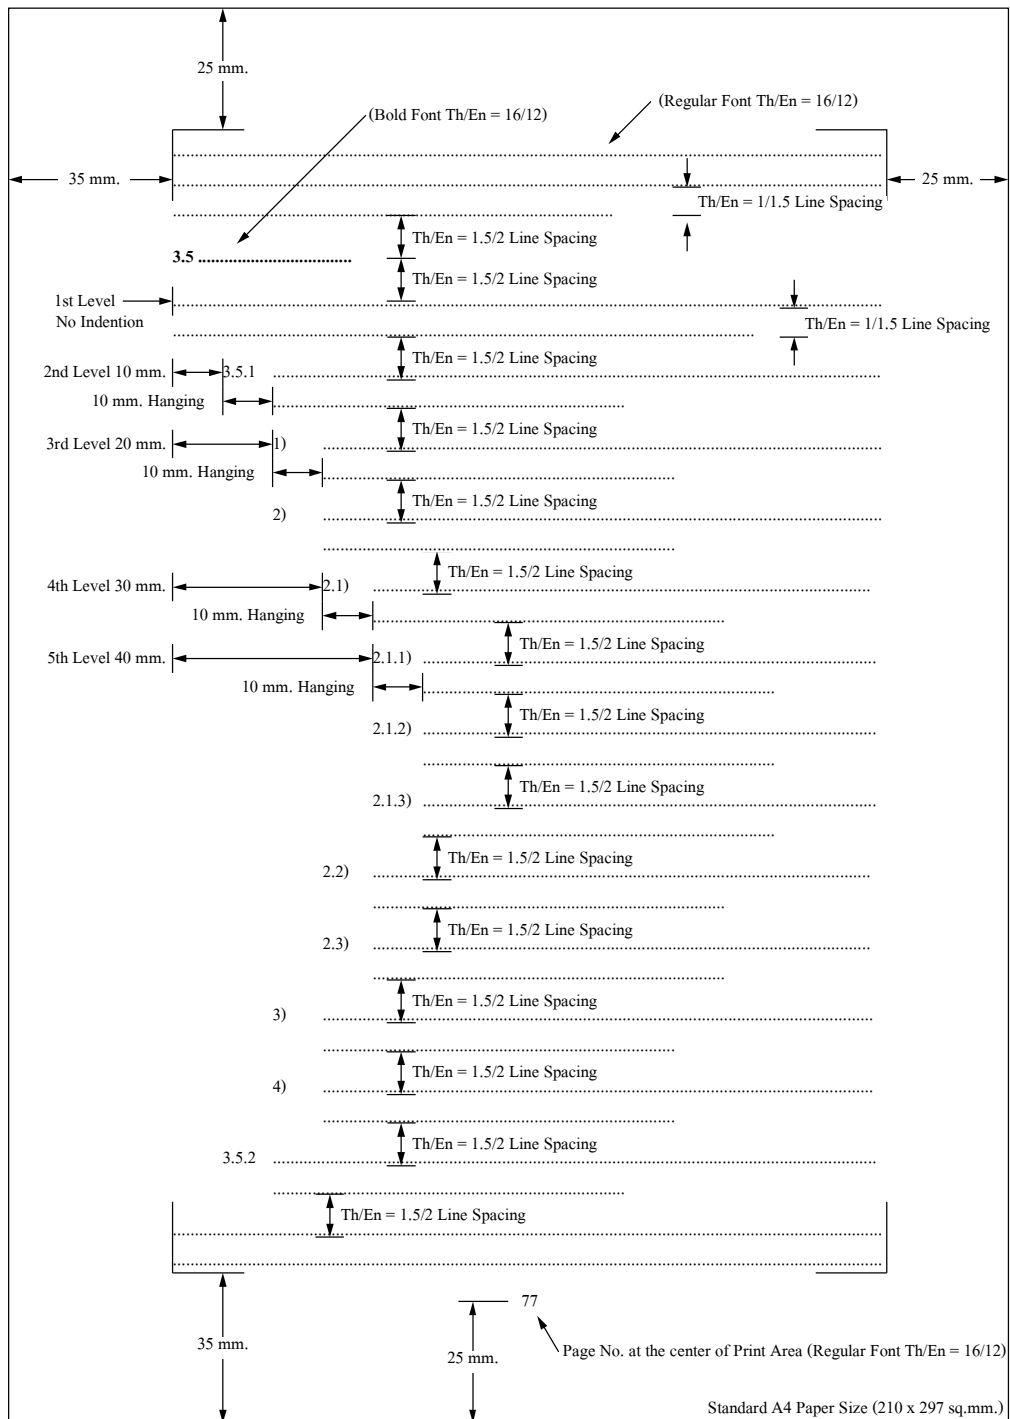 25 mm.
(Regular Font Th/En = 16/12)
(Bold Font Th/En = 16/12)
35 mm.
25 mm.
Th/En = 1/1.5 Line Spacing
Th/En = 1.5/2 Line Spacing
3.5 ..................................
Th/En = 1.5/2 Line Spacing
1st Level
No Indention
Th/En = 1/1.5 Line Spacing
Th/En = 1.5/2 Line Spacing
2nd Level 10 mm.
3.5.1
10 mm. Hanging
Th/En = 1.5/2 Line Spacing
3rd Level 20 mm.
1)
10 mm. Hanging
Th/En = 1.5/2 Line Spacing
2)
Th/En = 1.5/2 Line Spacing
4th Level 30 mm.
2.1)
10 mm. Hanging
Th/En = 1.5/2 Line Spacing
5th Level 40 mm.
2.1.1)
10 mm. Hanging
Th/En = 1.5/2 Line Spacing
2.1.2)
Th/En = 1.5/2 Line Spacing
2.1.3)
Th/En = 1.5/2 Line Spacing
2.2)
Th/En = 1.5/2 Line Spacing
2.3)
Th/En = 1.5/2 Line Spacing
3)
Th/En = 1.5/2 Line Spacing
4)
Th/En = 1.5/2 Line Spacing
3.5.2
Th/En = 1.5/2 Line Spacing
77
35 mm.
25 mm.
Page No. at the center of Print Area (Regular Font Th/En = 16/12)
Standard A4 Paper Size (210 x 297 sq.mm.)